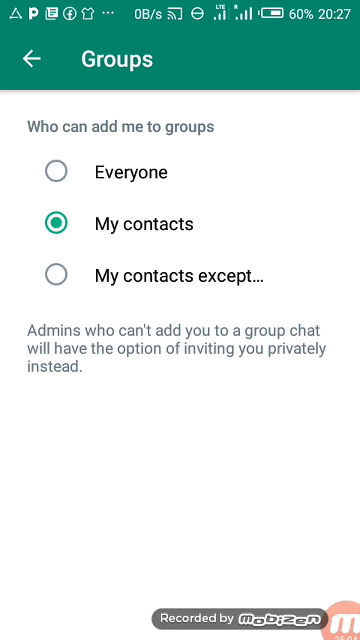 0B/s LTE R 60% 20:27
Groups
Who can add me to groups
Everyone
My contacts
My contacts except...
Admins who can't add you to a group chat
will have the option of inviting you privately
instead.
Recorded by mobizen